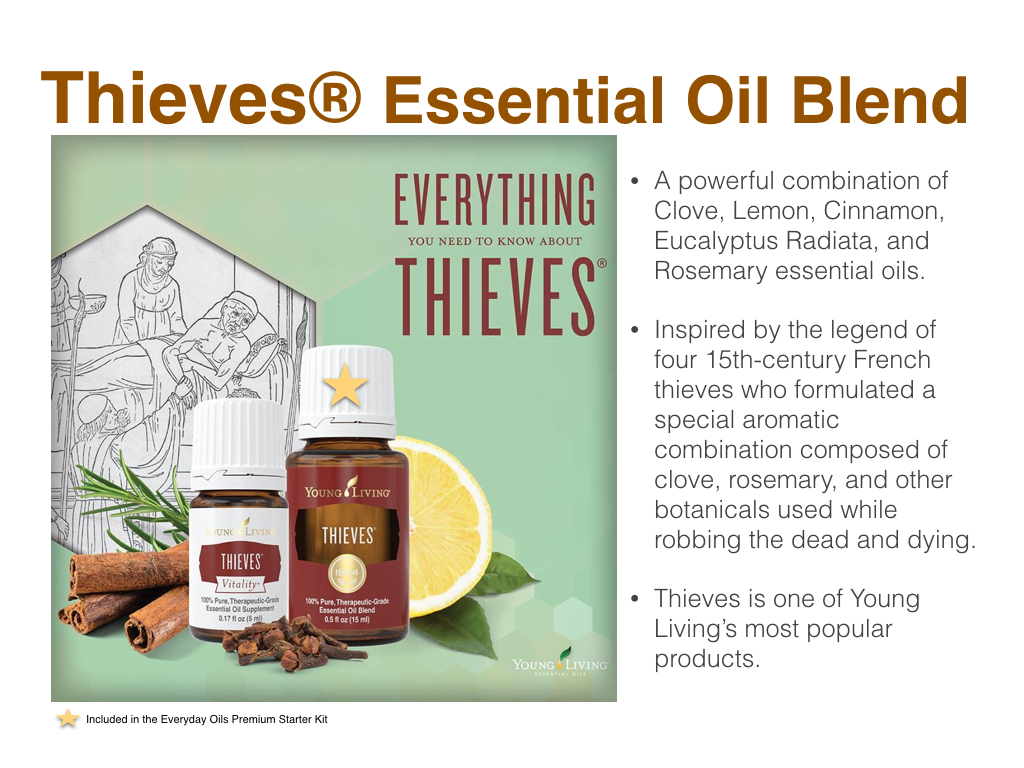 Thieves® Essential Oil Blend
EVERYTHING
YOU NEED TO KNOW ABOUT
THIEVES®
YOUNG LIVING
THIEVES
Vitality
100% Pure, Therapeutic-Grade
Essential Oil Supplement
0.17 fl oz (5 ml)
YOUNG LIVING
THIEVES
100% Pure, Therapeutic-Grade
Essential Oil Blend
0.5 fl oz (15 ml)
YOUNG LIVING
ESSENTIAL OILS
• A powerful combination of
Clove, Lemon, Cinnamon,
Eucalyptus Radiata, and
Rosemary essential oils.
• Inspired by the legend of
four 15th-century French
thieves who formulated a
special aromatic
combination composed of
clove, rosemary, and other
botanicals used while
robbing the dead and dying.
• Thieves is one of Young
Living’s most popular
products.
Included in the Everyday Oils Premium Starter Kit